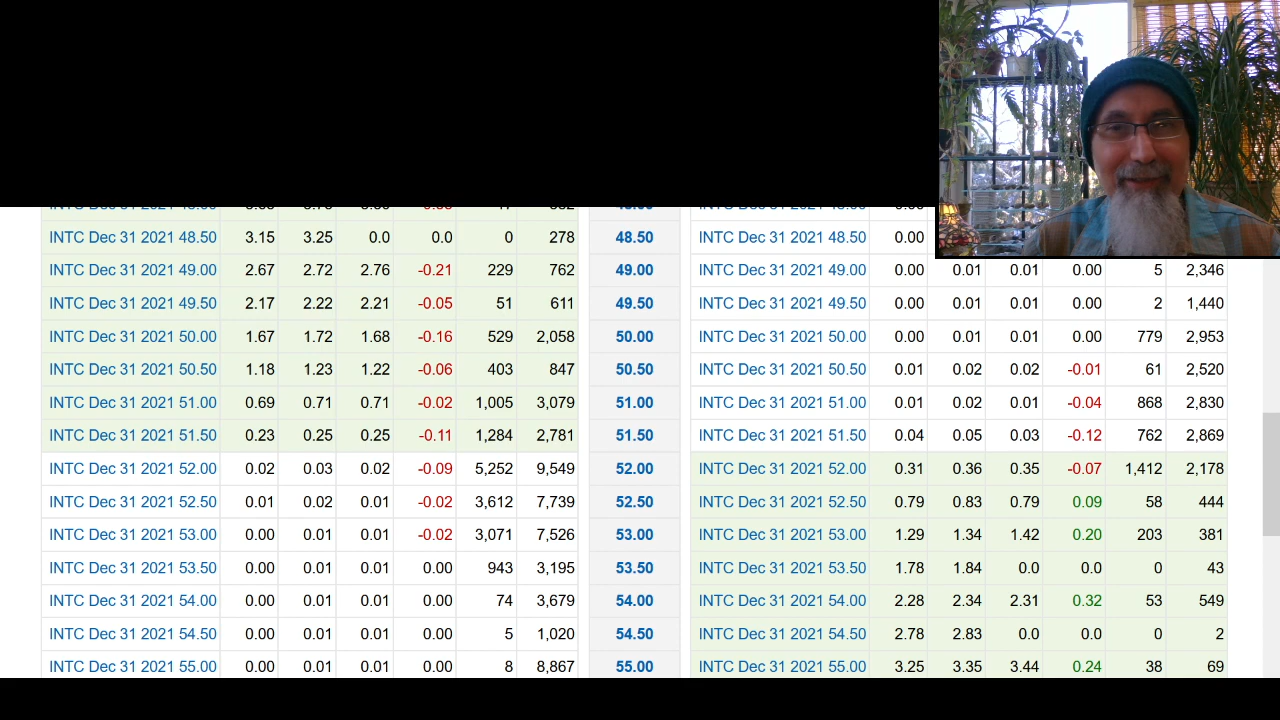 INTC Dec 31 2021 48.50 3.15 3.25 0.0 0.0 0 278 48.50 INTC Dec 31 2021 48.50 0.00
INTC Dec 31 2021 49.00 2.67 2.72 2.76 -0.21 229 762 49.00 INTC Dec 31 2021 49.00 0.00 0.01 0.01 0.00 5 2,346
INTC Dec 31 2021 49.50 2.17 2.22 2.21 -0.05 51 611 49.50 INTC Dec 31 2021 49.50 0.00 0.01 0.01 0.00 2 1,440
INTC Dec 31 2021 50.00 1.67 1.72 1.68 -0.16 529 2,058 50.00 INTC Dec 31 2021 50.00 0.00 0.01 0.01 0.00 779 2,953
INTC Dec 31 2021 50.50 1.18 1.23 1.22 -0.06 403 847 50.50 INTC Dec 31 2021 50.50 0.01 0.02 0.02 -0.01 61 2,520
INTC Dec 31 2021 51.00 0.69 0.71 0.71 -0.02 1,005 3,079 51.00 INTC Dec 31 2021 51.00 0.01 0.02 0.01 -0.04 868 2,830
INTC Dec 31 2021 51.50 0.23 0.25 0.25 -0.11 1,284 2,781 51.50 INTC Dec 31 2021 51.50 0.04 0.05 0.03 -0.12 762 2,869
INTC Dec 31 2021 52.00 0.02 0.03 0.02 -0.09 5,252 9,549 52.00 INTC Dec 31 2021 52.00 0.31 0.36 0.35 -0.07 1,412 2,178
INTC Dec 31 2021 52.50 0.01 0.02 0.01 -0.02 3,612 7,739 52.50 INTC Dec 31 2021 52.50 0.79 0.83 0.79 0.09 58 444
INTC Dec 31 2021 53.00 0.00 0.01 0.01 -0.02 3,071 7,526 53.00 INTC Dec 31 2021 53.00 1.29 1.34 1.42 0.20 203 381
INTC Dec 31 2021 53.50 0.00 0.01 0.01 0.00 943 3,195 53.50 INTC Dec 31 2021 53.50 1.78 1.84 0.0 0.0 0 43
INTC Dec 31 2021 54.00 0.00 0.01 0.01 0.00 74 3,679 54.00 INTC Dec 31 2021 54.00 2.28 2.34 2.31 0.32 53 549
INTC Dec 31 2021 54.50 0.00 0.01 0.01 0.00 5 1,020 54.50 INTC Dec 31 2021 54.50 2.78 2.83 0.0 0.0 0 2
INTC Dec 31 2021 55.00 0.00 0.01 0.01 0.00 8 8,867 55.00 INTC Dec 31 2021 55.00 3.25 3.35 3.44 0.24 38 69